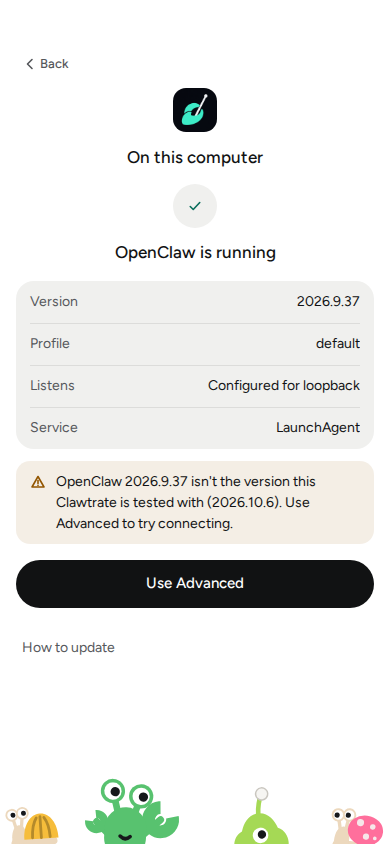 Back
On this computer
OpenClaw is running
Version 2026.9.37
Profile default
Listens Configured for loopback
Service LaunchAgent
OpenClaw 2026.9.37 isn't the version this
Clawtrate is tested with (2026.10.6). Use
Advanced to try connecting.
Use Advanced
How to update